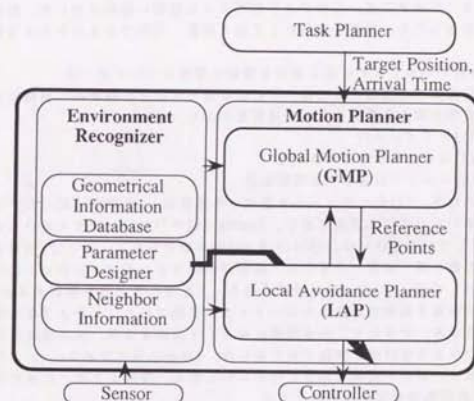 Task Planner
Target Position,
Arrival Time
Environment
Recognizer
Geometrical
Information
Database
Parameter
Designer
Neighbor
Information
Motion Planner
Global Motion Planner
(GMP)
Reference
Points
Local Avoidance Planner
(LAP)
Sensor
Controller